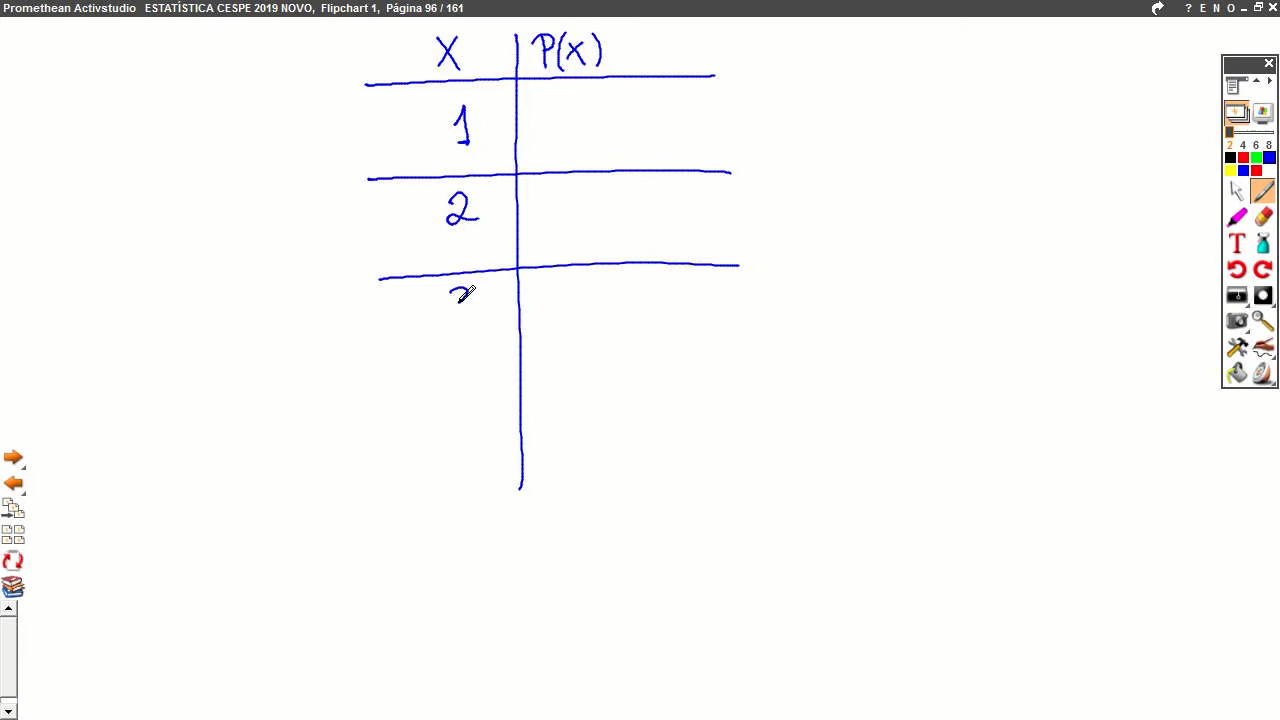 Promethean Activstudio ESTATÍSTICA CESPE 2019 NOVO, Flipchart 1, Página 96 / 161
? E N O
X P(x)
1
2
2 4 6 8
T